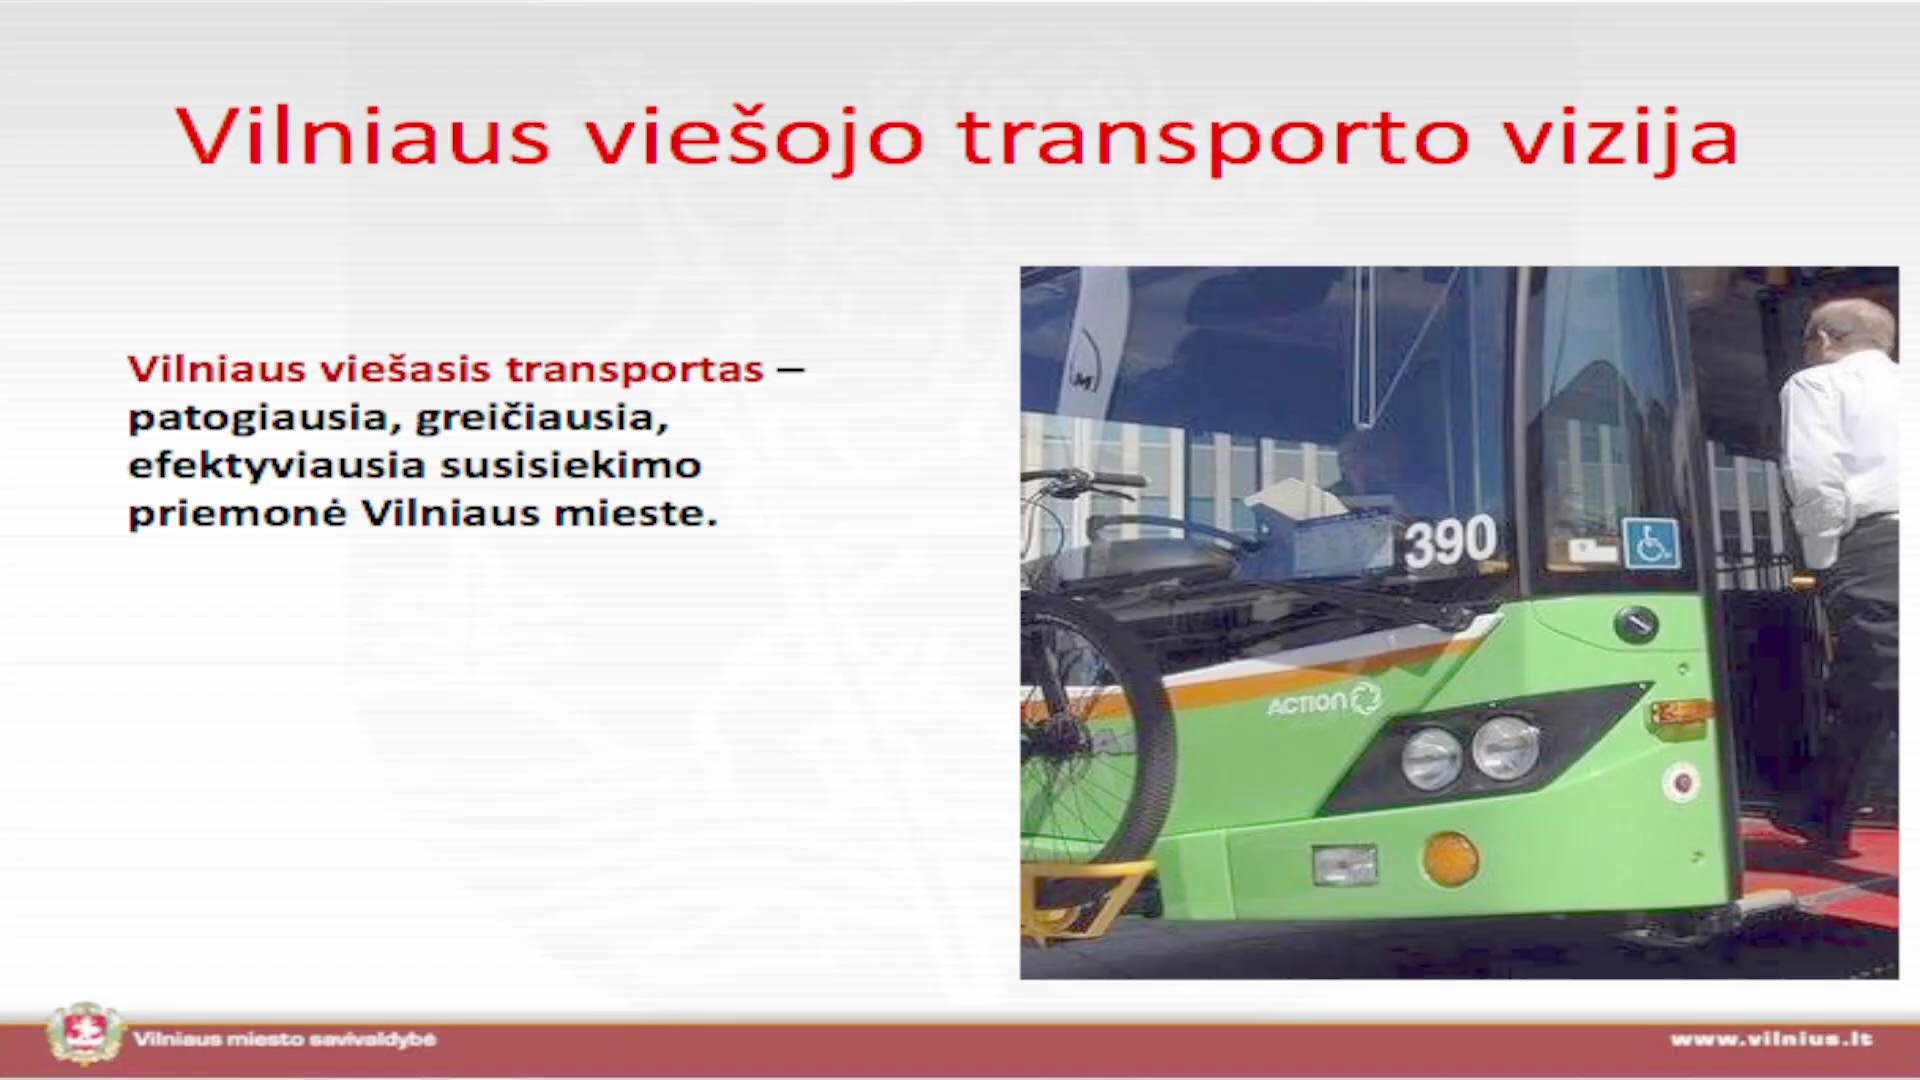 Vilniaus viešojo transporto vizija
Vilniaus viešasis transportas –
patogiausia, greičiausia,
efektyviausia susisiekimo
priemonė Vilniaus mieste.
390
ACTION
Vilniaus miesto savivaldybė
www.vilnius.lt